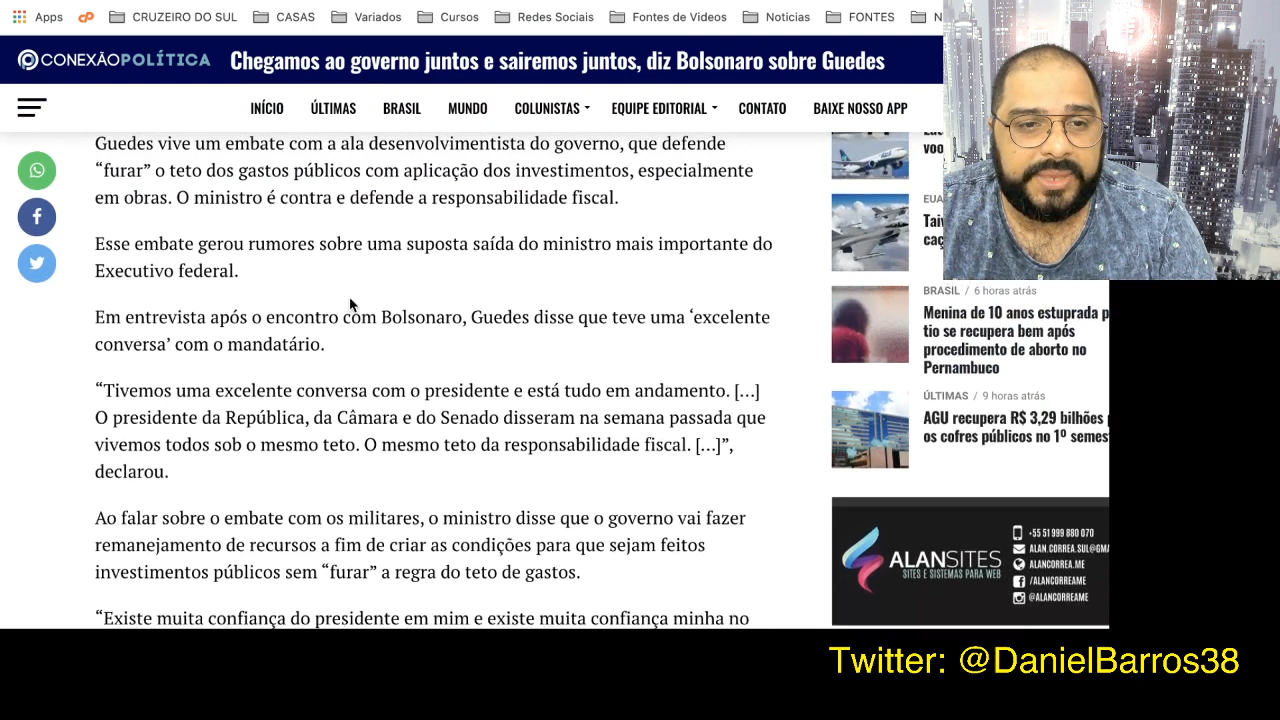 Apps
CRUZEIRO DO SUL
CASAS
Variados
Cursos
Redes Sociais
Fontes de Videos
Noticias
FONTES
CONEXÃOPOLÍTICA
Chegamos ao governo juntos e sairemos juntos, diz Bolsonaro sobre Guedes
INÍCIO
ÚLTIMAS
BRASIL
MUNDO
COLUNISTAS
EQUIPE EDITORIAL
CONTATO
BAIXE NOSSO APP
Guedes vive um embate com a ala desenvolvimentista do governo, que defende
“furar” o teto dos gastos públicos com aplicação dos investimentos, especialmente
em obras. O ministro é contra e defende a responsabilidade fiscal.
Esse embate gerou rumores sobre uma suposta saída do ministro mais importante do
Executivo federal.
Em entrevista após o encontro com Bolsonaro, Guedes disse que teve uma ‘excelente
conversa’ com o mandatário.
“Tivemos uma excelente conversa com o presidente e está tudo em andamento. […]
O presidente da República, da Câmara e do Senado disseram na semana passada que
vivemos todos sob o mesmo teto. O mesmo teto da responsabilidade fiscal. […]”,
declarou.
Ao falar sobre o embate com os militares, o ministro disse que o governo vai fazer
remanejamento de recursos a fim de criar as condições para que sejam feitos
investimentos públicos sem “furar” a regra do teto de gastos.
“Existe muita confiança do presidente em mim e existe muita confiança minha no
BRASIL / 6 horas atrás
Menina de 10 anos estuprada p
tio se recupera bem após
procedimento de aborto no
Pernambuco
ÚLTIMAS / 9 horas atrás
AGU recupera R$ 3,29 bilhões
os cofres públicos no 1º semes
ALANSITES
SITES E SISTEMAS PARA WEB
+55 51 999 880 070
ALAN.CORREA.SUL@GMA
ALANCORREA.ME
/ALANCORREAME
@ALANCORREAME
Twitter: @DanielBarros38